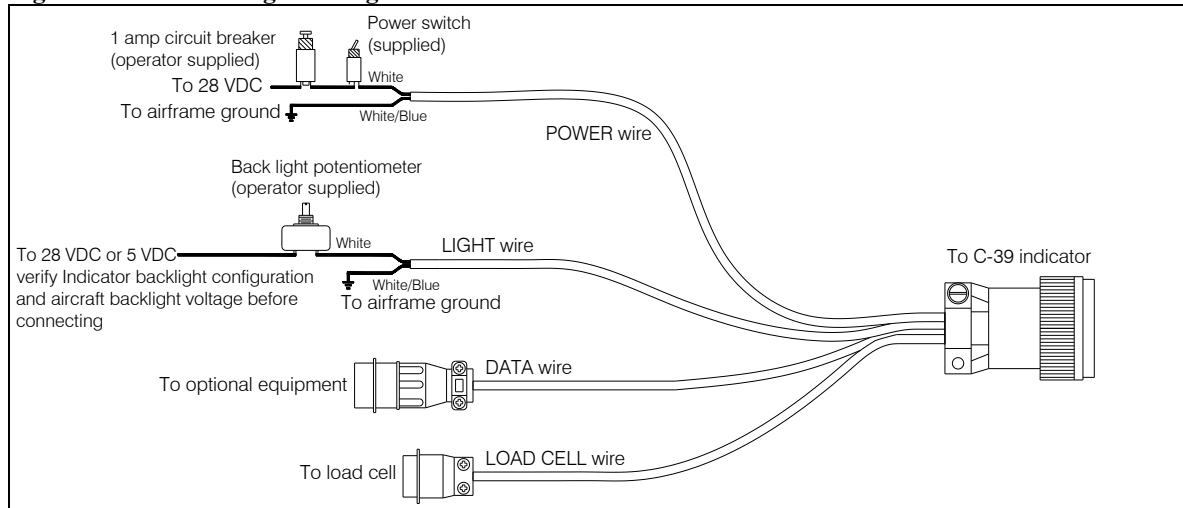 1 amp circuit breaker
(operator supplied)
Power switch
(supplied)
To 28 VDC
White
To airframe ground
White/Blue
POWER wire
Back light potentiometer
(operator supplied)
To 28 VDC or 5 VDC
verify Indicator backlight configuration
and aircraft backlight voltage before
connecting
White
LIGHT wire
White/Blue
To airframe ground
To C-39 indicator
DATA wire
To optional equipment
LOAD CELL wire
To load cell